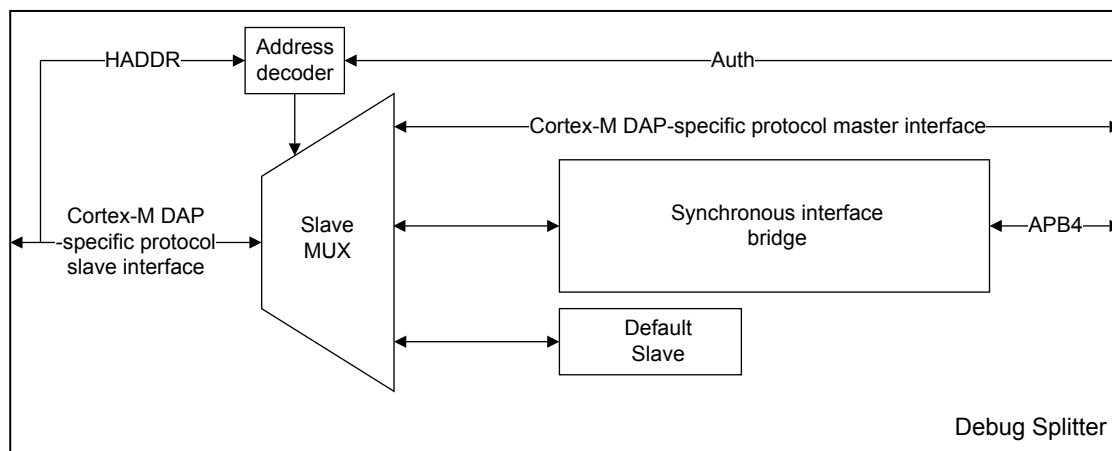 HADDR
Address
decoder
Auth
Cortex-M DAP-specific protocol master interface
Cortex-M DAP
-specific protocol
slave interface
Slave
MUX
Synchronous interface
bridge
APB4
Default
Slave
Debug Splitter